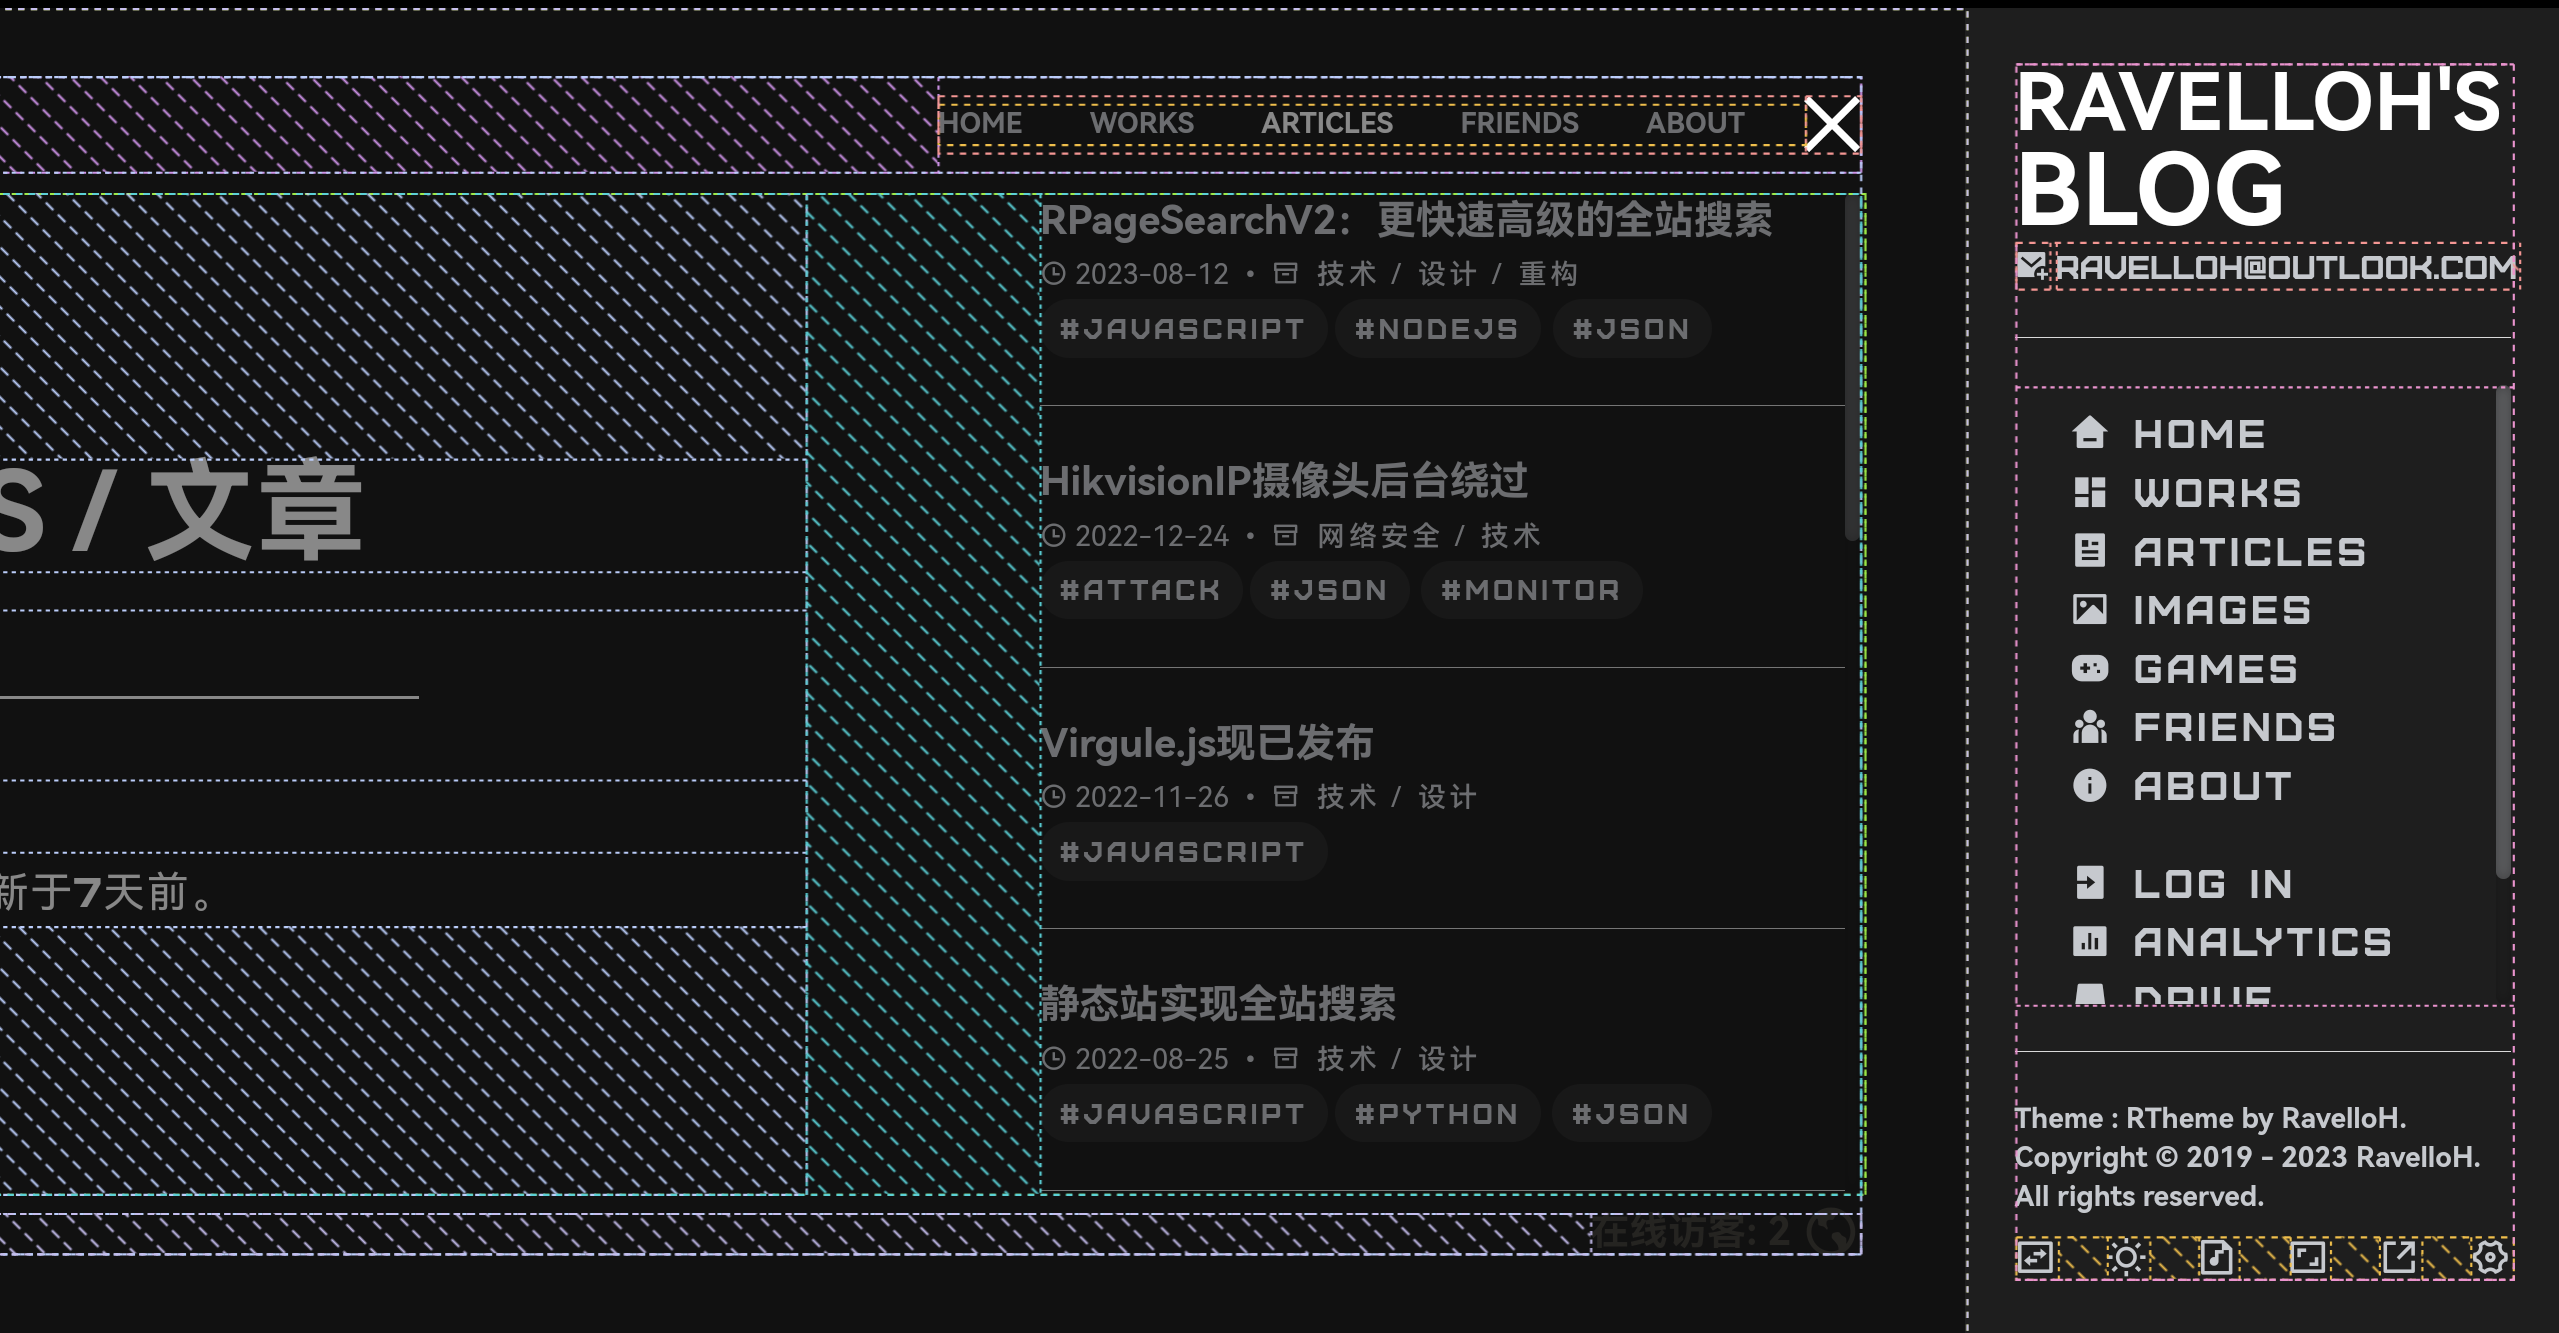 HOME WORKS ARTICLES FRIENDS ABOUT
S / 文章
新于7天前。
RPageSearchV2：更快速高级的全站搜索
2023-08-12 • 技术 / 设计 / 重构
#JAVASCRIPT #NODEJS #JSON
HikvisionIP摄像头后台绕过
2022-12-24 • 网络安全 / 技术
#ATTACK #JSON #MONITOR
Virgule.js现已发布
2022-11-26 • 技术 / 设计
#JAVASCRIPT
静态站实现全站搜索
2022-08-25 • 技术 / 设计
#JAVASCRIPT #PYTHON #JSON
在线访客: 2
RAVELLOH'S
BLOG
RAVELLOH@OUTLOOK.COM
HOME
WORKS
ARTICLES
IMAGES
GAMES
FRIENDS
ABOUT
LOG IN
ANALYTICS
DRIVE
Theme : RTheme by RavelloH.
Copyright © 2019 - 2023 RavelloH.
All rights reserved.